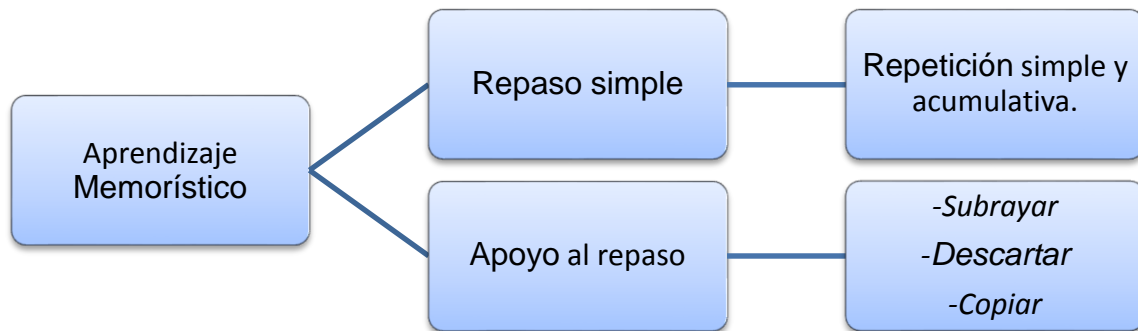 Aprendizaje
Memorístico
Repaso simple
Repetición simple y
acumulativa.
Apoyo al repaso
-Subrayar
-Descartar
-Copiar